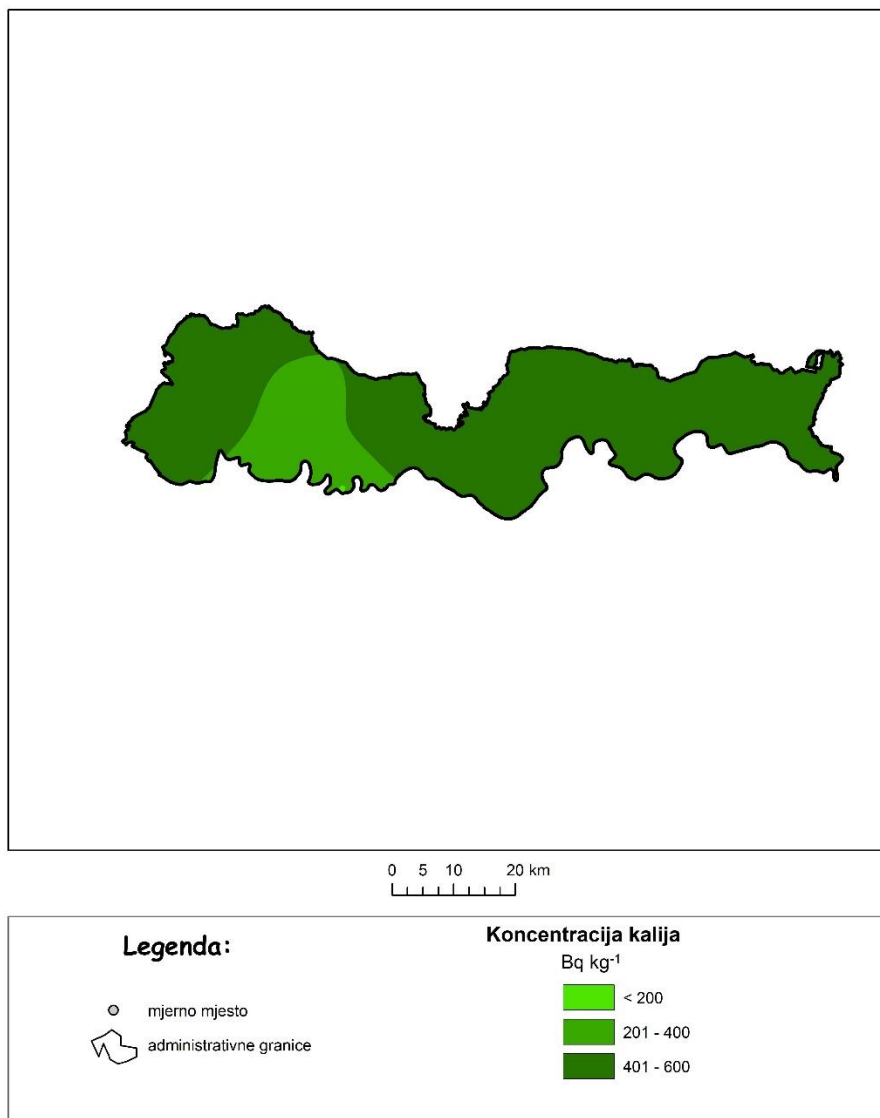 0 5 10 20 km
Legenda:
mjerno mjesto
administrativne granice
Koncentracija kalija
Bq kg⁻¹
< 200
201 - 400
401 - 600